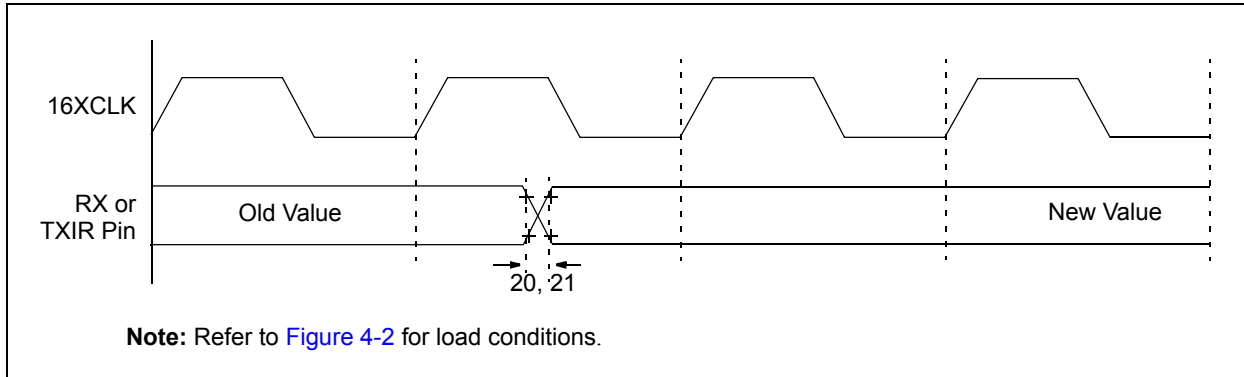 16XCLK
RX or
TXIR Pin
Old Value
New Value
20, 21
Note: Refer to Figure 4-2 for load conditions.